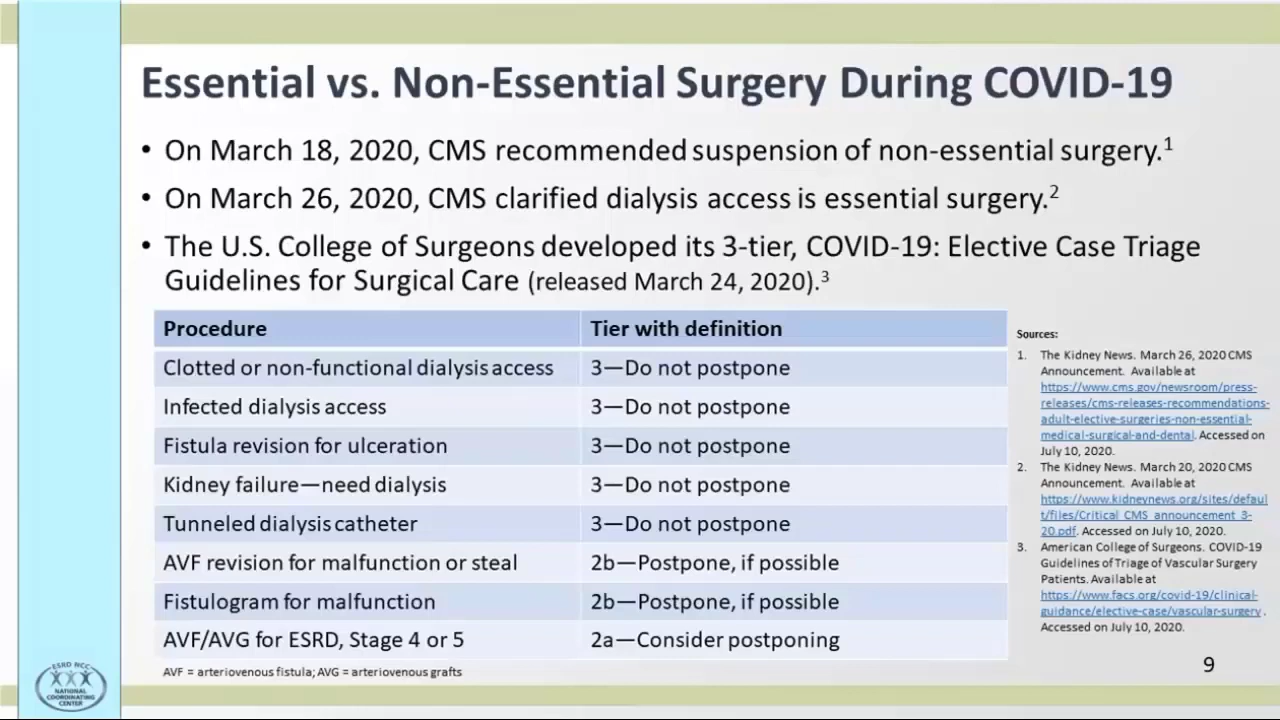 Essential vs. Non-Essential Surgery During COVID-19
• On March 18, 2020, CMS recommended suspension of non-essential surgery.1
• On March 26, 2020, CMS clarified dialysis access is essential surgery.2
• The U.S. College of Surgeons developed its 3-tier, COVID-19: Elective Case Triage
Guidelines for Surgical Care (released March 24, 2020).3
Procedure Tier with definition
Clotted or non-functional dialysis access 3—Do not postpone
Infected dialysis access 3—Do not postpone
Fistula revision for ulceration 3—Do not postpone
Kidney failure—need dialysis 3—Do not postpone
Tunneled dialysis catheter 3—Do not postpone
AVF revision for malfunction or steal 2b—Postpone, if possible
Fistulogram for malfunction 2b—Postpone, if possible
AVF/AVG for ESRD, Stage 4 or 5 2a—Consider postponing
AVF = arteriovenous fistula; AVG = arteriovenous grafts
Sources:
1. The Kidney News. March 26, 2020 CMS
Announcement. Available at
https://www.cms.gov/newsroom/press-
releases/cms-releases-recommendations-
adult-elective-surgeries-non-essential-
medical-surgical-and-dental. Accessed on
July 10, 2020.
2. The Kidney News. March 20, 2020 CMS
Announcement. Available at
https://www.kidneynews.org/sites/defaul
t/files/Critical_CMS_announcement_3-
20.pdf. Accessed on July 10, 2020.
3. American College of Surgeons. COVID-19
Guidelines of Triage of Vascular Surgery
Patients. Available at
https://www.facs.org/covid-19/clinical-
guidance/elective-case/vascular-surgery .
Accessed on July 10, 2020.
9
ESRD NCC
NATIONAL
COORDINATING
CENTER